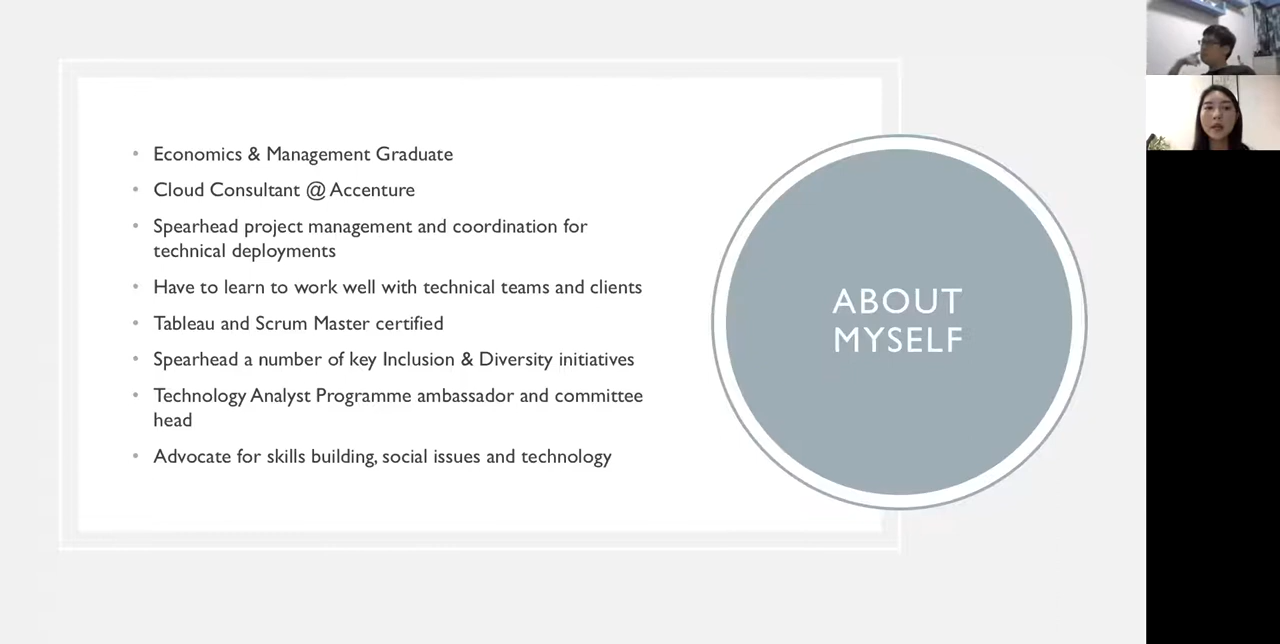 Economics & Management Graduate
Cloud Consultant @ Accenture
Spearhead project management and coordination for
technical deployments
Have to learn to work well with technical teams and clients
Tableau and Scrum Master certified
Spearhead a number of key Inclusion & Diversity initiatives
Technology Analyst Programme ambassador and committee
head
Advocate for skills building, social issues and technology
ABOUT
MYSELF